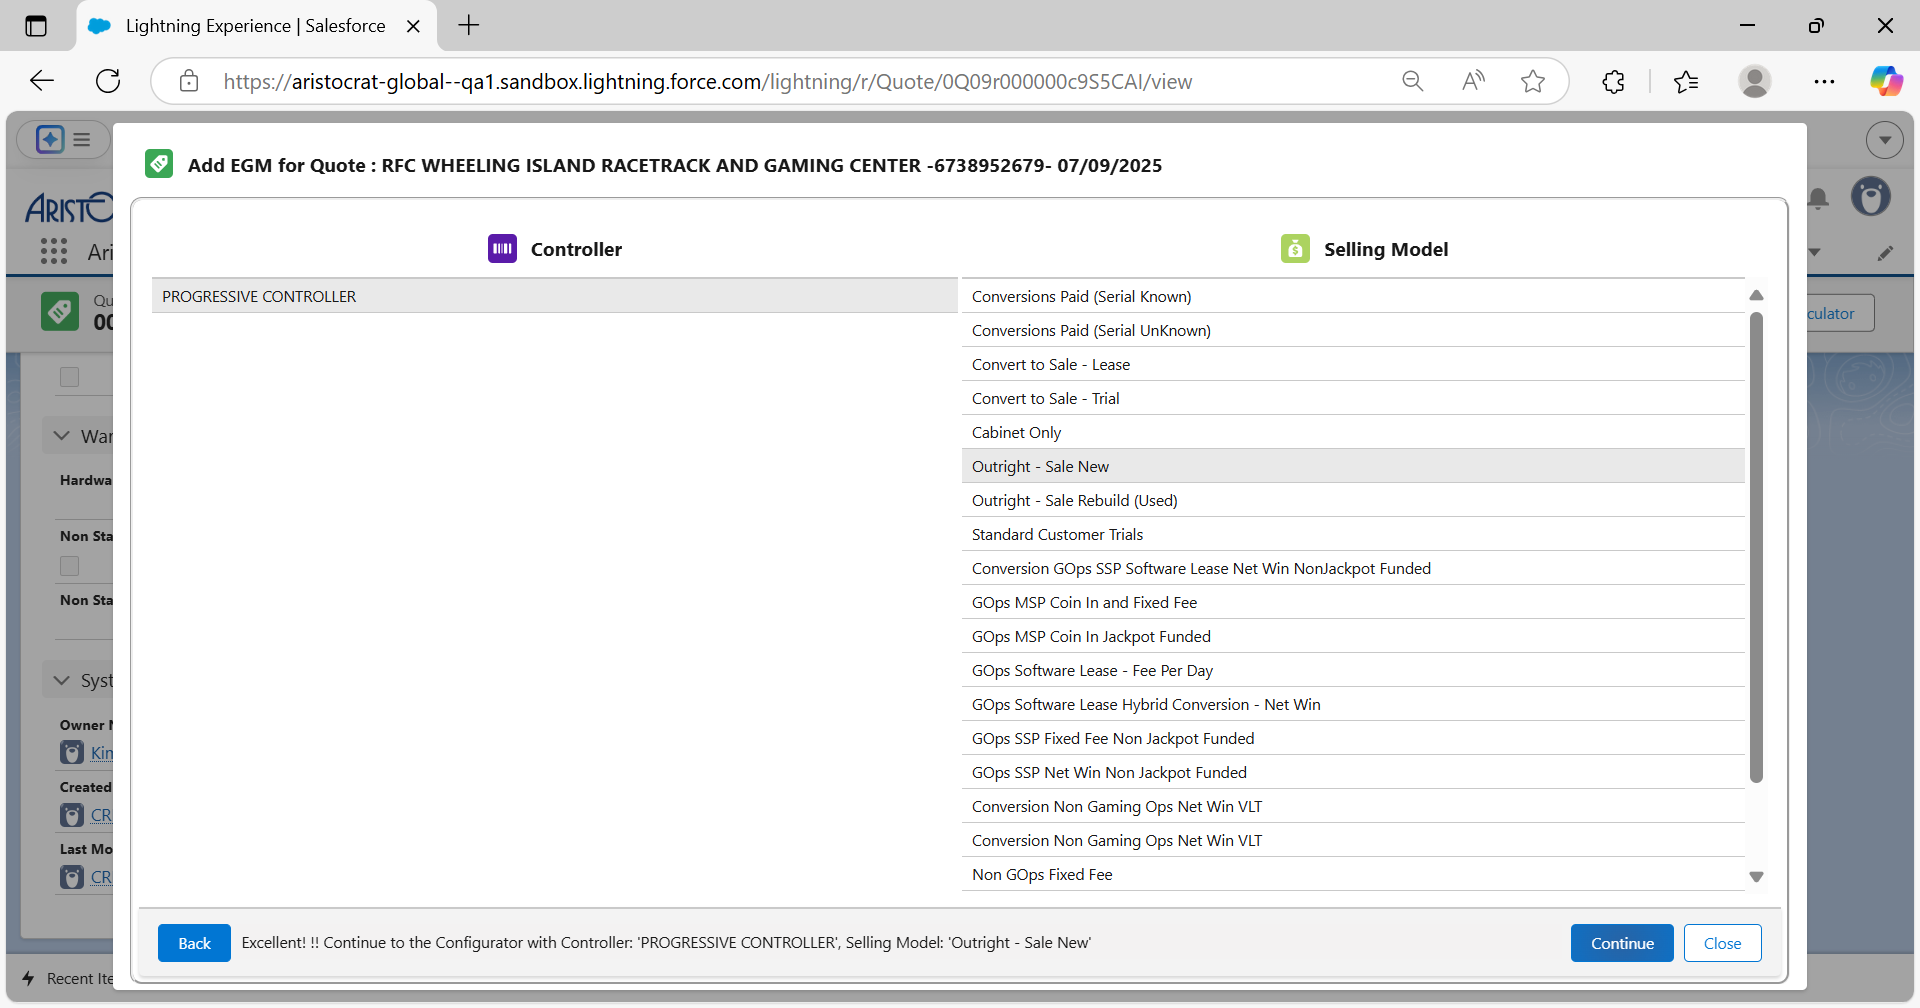 Lightning Experience | Salesforce
https://aristocrat-global--qa1.sandbox.lightning.force.com/lightning/r/Quote/0Q09r000000c9S5CAI/view
Add EGM for Quote : RFC WHEELING ISLAND RACETRACK AND GAMING CENTER -6738952679- 07/09/2025
ARISTO
Ari
Qu
00
culator
Controller
Selling Model
PROGRESSIVE CONTROLLER
Conversions Paid (Serial Known)
Conversions Paid (Serial UnKnown)
Convert to Sale - Lease
Convert to Sale - Trial
Cabinet Only
Outright - Sale New
Outright - Sale Rebuild (Used)
Standard Customer Trials
Conversion GOps SSP Software Lease Net Win NonJackpot Funded
GOps MSP Coin In and Fixed Fee
GOps MSP Coin In Jackpot Funded
GOps Software Lease - Fee Per Day
GOps Software Lease Hybrid Conversion - Net Win
GOps SSP Fixed Fee Non Jackpot Funded
GOps SSP Net Win Non Jackpot Funded
Conversion Non Gaming Ops Net Win VLT
Conversion Non Gaming Ops Net Win VLT
Non GOps Fixed Fee
War
Hardwa
Non Sta
Non Sta
Syst
Owner N
Kim
Created
CR
Last Mo
CR
Back
Excellent! !! Continue to the Configurator with Controller: 'PROGRESSIVE CONTROLLER', Selling Model: 'Outright - Sale New'
Continue
Close
Recent Ite